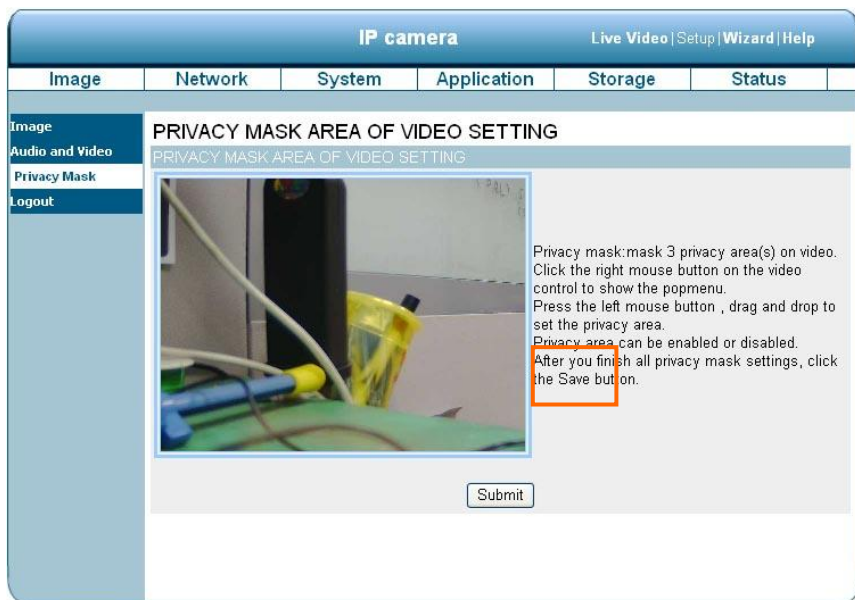 IP camera
Live Video|Setup|Wizard|Help
Image Network System Application Storage Status
Image
Audio and Video
Privacy Mask
Logout
PRIVACY MASK AREA OF VIDEO SETTING
PRIVACY MASK AREA OF VIDEO SETTING
Privacy mask:mask 3 privacy area(s) on video.
Click the right mouse button on the video
control to show the popmenu.
Press the left mouse button , drag and drop to
set the privacy area.
Privacy area can be enabled or disabled.
After you finish all privacy mask settings, click
the Save button.
Submit